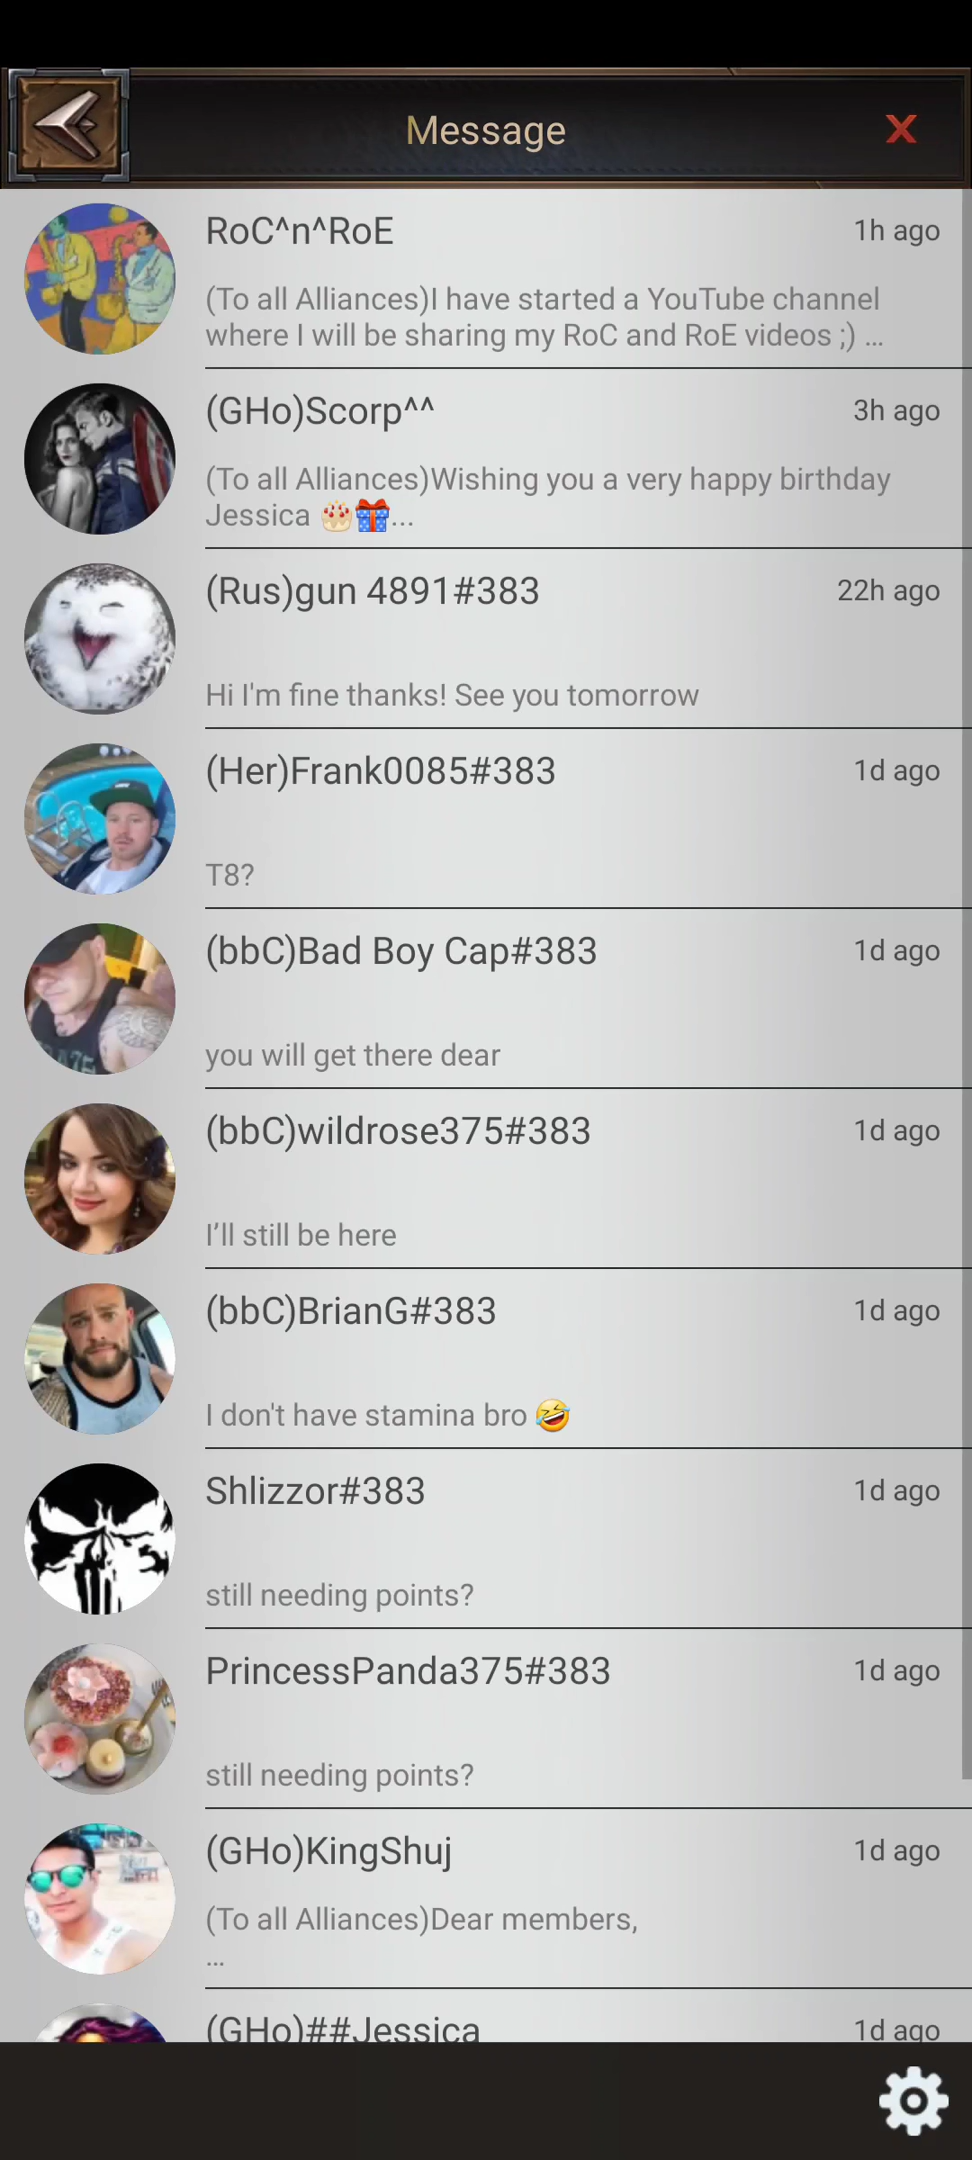 Message
X
RoC^n^RoE
1h ago
(To all Alliances)I have started a YouTube channel
where I will be sharing my RoC and RoE videos ;) ...
(GHo)Scorp^^
3h ago
(To all Alliances)Wishing you a very happy birthday
Jessica 🎂🎁...
(Rus)gun 4891#383
22h ago
Hi I'm fine thanks! See you tomorrow
(Her)Frank0085#383
1d ago
T8?
(bbC)Bad Boy Cap#383
1d ago
you will get there dear
(bbC)wildrose375#383
1d ago
I’ll still be here
(bbC)BrianG#383
1d ago
I don't have stamina bro 🤣
Shlizzor#383
1d ago
still needing points?
PrincessPanda375#383
1d ago
still needing points?
(GHo)KingShuj
1d ago
(To all Alliances)Dear members,
...
(GHo)##Jessica
1d ago